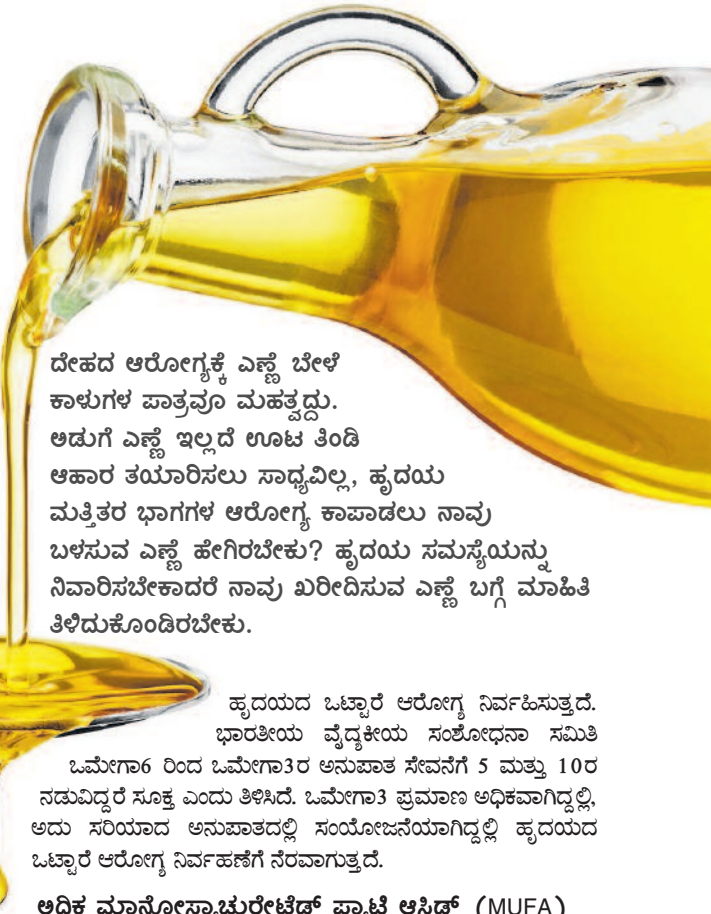 ದೇಹದ ಆರೋಗ್ಯಕ್ಕೆ ಎಣ್ಣೆ ಬೇಳೆ
ಕಾಳುಗಳ ಪಾತ್ರವೂ ಮಹತ್ವದ್ದು.
ಅಡುಗೆ ಎಣ್ಣೆ ಇಲ್ಲದೆ ಊಟ ತಿಂಡಿ
ಆಹಾರ ತಯಾರಿಸಲು ಸಾಧ್ಯವಿಲ್ಲ, ಹೃದಯ
ಮತ್ತಿತರ ಭಾಗಗಳ ಆರೋಗ್ಯ ಕಾಪಾಡಲು ನಾವು
ಬಳಸುವ ಎಣ್ಣೆ ಹೇಗಿರಬೇಕು? ಹೃದಯ ಸಮಸ್ಯೆಯನ್ನು
ನಿವಾರಿಸಬೇಕಾದರೆ ನಾವು ಖರೀದಿಸುವ ಎಣ್ಣೆ ಬಗ್ಗೆ ಮಾಹಿತಿ
ತಿಳಿದುಕೊಂಡಿರಬೇಕು.
ಹೃದಯದ ಒಟ್ಟಾರೆ ಆರೋಗ್ಯ ನಿರ್ವಹಿಸುತ್ತದೆ.
ಭಾರತೀಯ ವೈದ್ಯಕೀಯ ಸಂಶೋಧನಾ ಸಮಿತಿ
ಒಮೇಗಾ6 ರಿಂದ ಒಮೇಗಾ3ರ ಅನುಪಾತ ಸೇವನೆಗೆ 5 ಮತ್ತು 10ರ
ನಡುವಿದ್ದರೆ ಸೂಕ್ತ ಎಂದು ತಿಳಿಸಿದೆ. ಒಮೇಗಾ3 ಪ್ರಮಾಣ ಅಧಿಕವಾಗಿದ್ದಲ್ಲಿ,
ಅದು ಸರಿಯಾದ ಅನುಪಾತದಲ್ಲಿ ಸಂಯೋಜನೆಯಾಗಿದ್ದಲ್ಲಿ ಹೃದಯದ
ಒಟ್ಟಾರೆ ಆರೋಗ್ಯ ನಿರ್ವಹಣೆಗೆ ನೆರವಾಗುತ್ತದೆ.
ಅಧಿಕ ಮಾನೋಸ್ಯಾಚುರೇಟೆಡ್ ಫ್ಯಾಟಿ ಆಸಿಡ್ (MUFA)